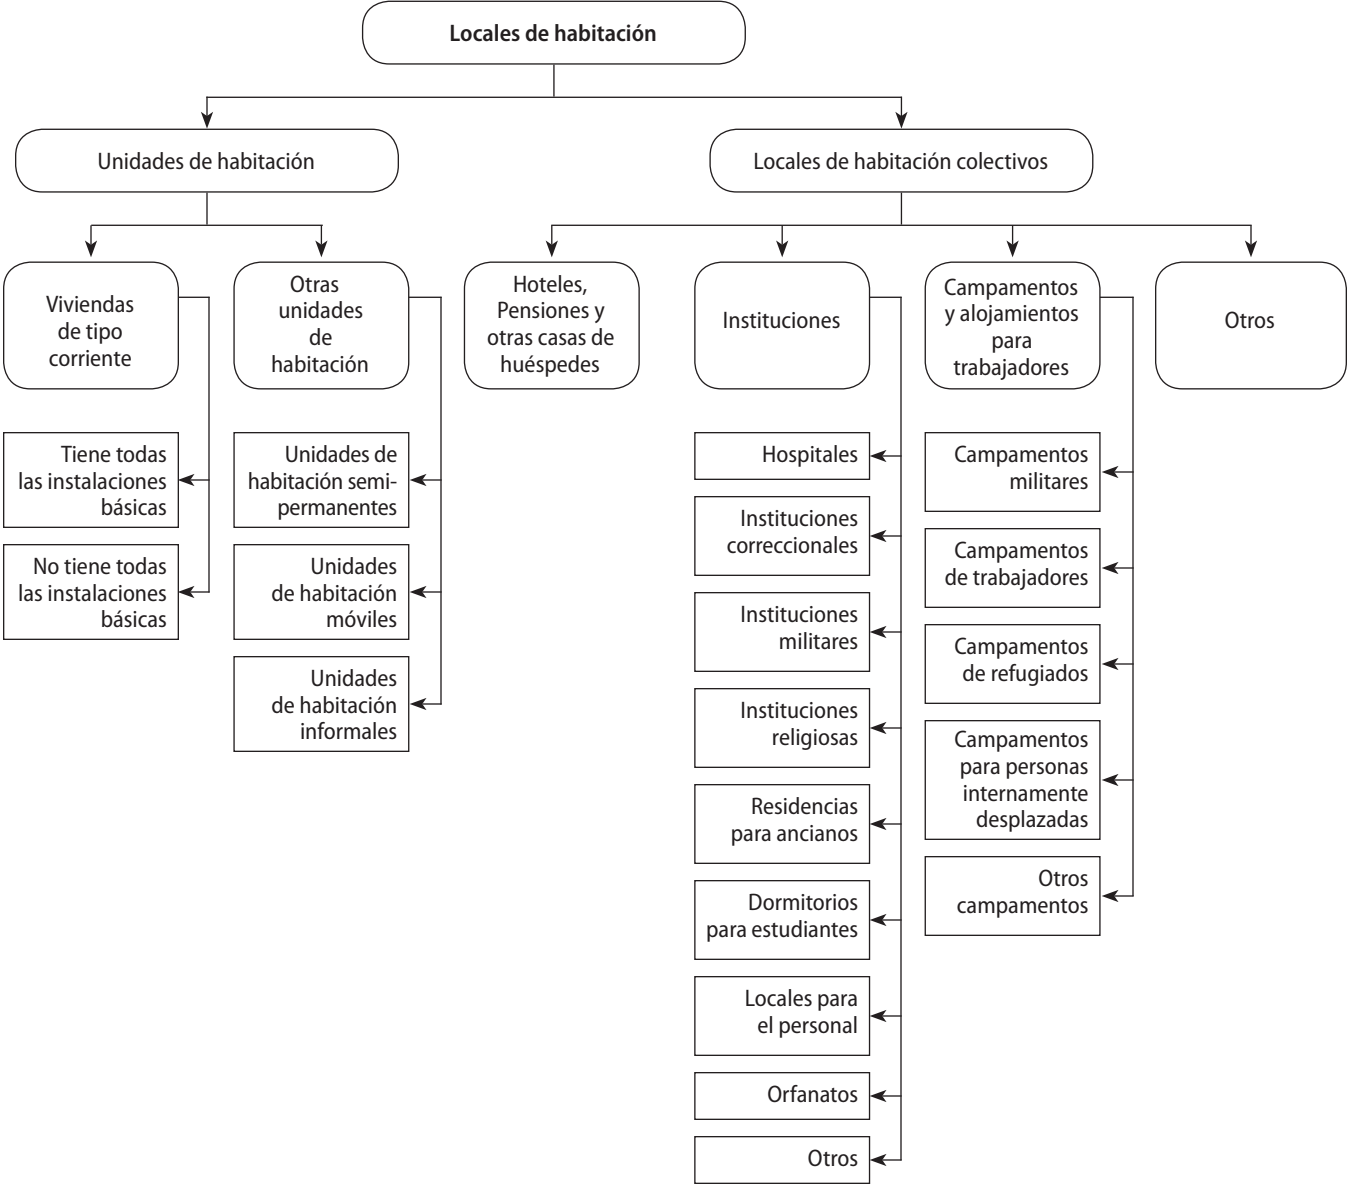 Locales de habitación
Unidades de habitación
Locales de habitación colectivos
Viviendas
de tipo
corriente
Otras
unidades
de
habitación
Hoteles,
Pensiones y
otras casas de
huéspedes
Instituciones
Campamentos
y alojamientos
para
trabajadores
Otros
Tiene todas
las instalaciones
básicas
No tiene todas
las instalaciones
básicas
Unidades de
habitación semi-
permanentes
Unidades
de habitación
móviles
Unidades
de habitación
informales
Hospitales
Instituciones
correccionales
Instituciones
militares
Instituciones
religiosas
Residencias
para ancianos
Dormitorios
para estudiantes
Locales para
el personal
Orfanatos
Otros
Campamentos
militares
Campamentos
de trabajadores
Campamentos
de refugiados
Campamentos
para personas
internamente
desplazadas
Otros
campamentos